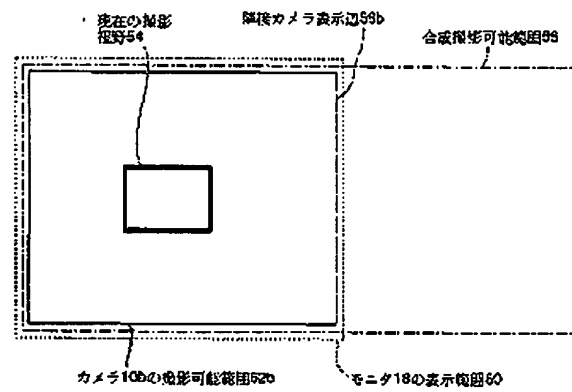 現在の撮影
視野54
隣接カメラ表示辺58b
合成撮影可能範囲56
カメラ10bの撮影可能範囲52b
モニタ18の表示範囲60